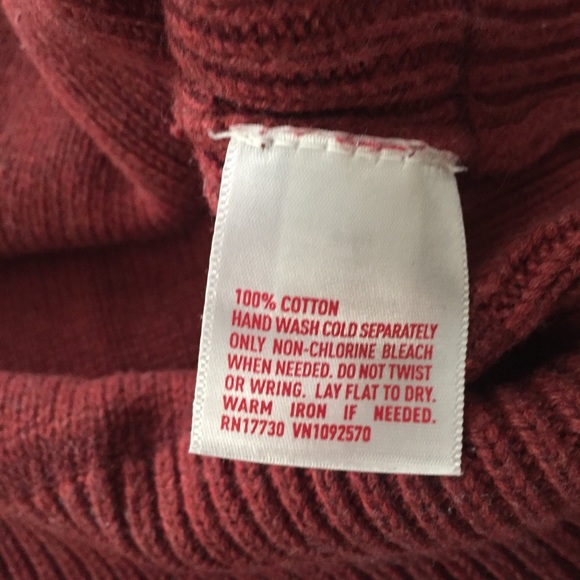 100% COTTON
HAND WASH COLD SEPARATELY
ONLY NON-CHLORINE BLEACH
WHEN NEEDED. DO NOT TWIST
OR WRING. LAY FLAT TO DRY.
WARM IRON IF NEEDED.
RN17730 VN1092570